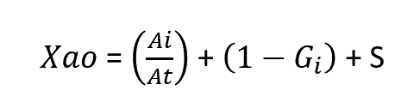 Xao = (Ai/At) + (1 − Gᵢ) + S